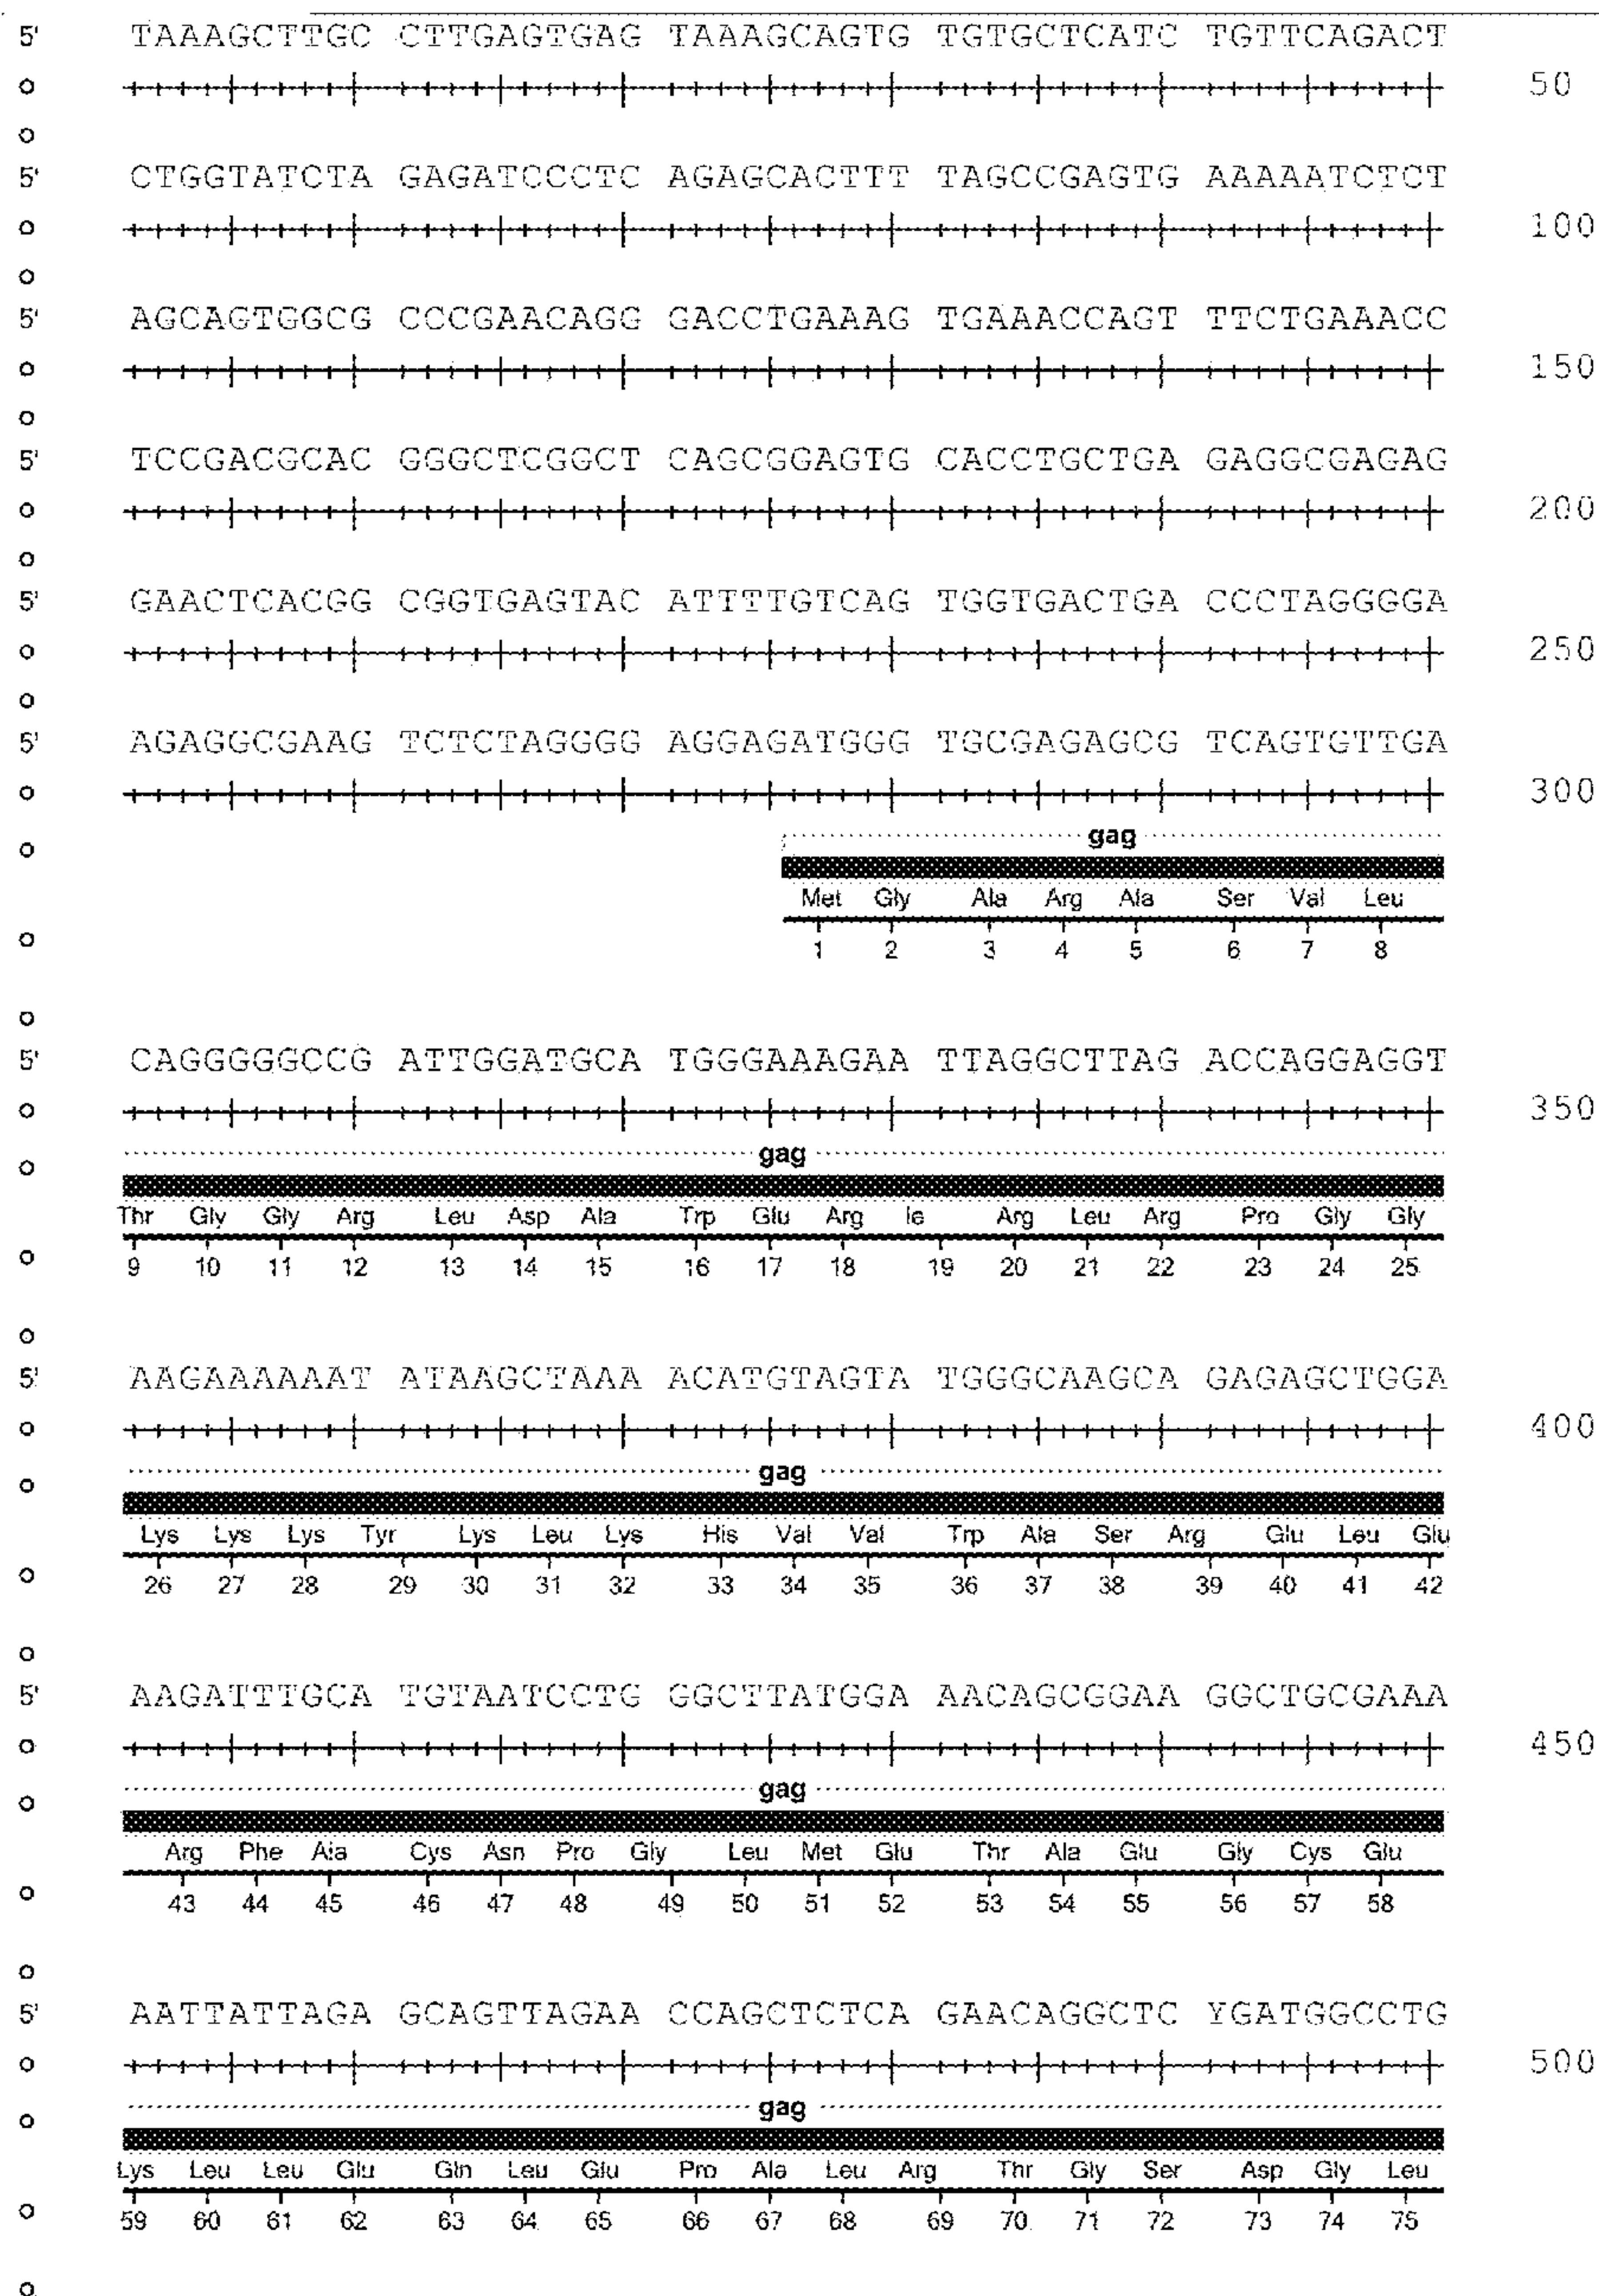 5' TAAAGCTTGC CTTGAGTGAG TAAAGCAGTG TGTGCTCATC TGTTCAGACT
50
5' CTGGTATCTA GAGATCCCTC AGAGCACTTT TAGCCGAGTG AAAAATCTCT
100
5' AGCAGTGGCG CCCGAACAGG GACCTGAAAG TGAAACCAGT TTCTGAAACC
150
5' TCCGACGCAC GGGCTCGGCT CAGCGGAGTG CACCTGCTGA GAGGCGAGAG
200
5' GAACTCACGG CGGTGAGTAC ATTTTGTCAG TGGTGACTGA CCCTAGGGGA
250
5' AGAGGCGAAG TCTCTAGGGG AGGAGATGGG TGCGAGAGCG TCAGTGTTGA
300
gag
Met Gly Ala Arg Ala Ser Val Leu
1 2 3 4 5 6 7 8
5' CAGGGGGCCG ATTGGATGCA TGGGAAAGAA TTAGGCTTAG ACCAGGAGGT
350
gag
Thr Gly Gly Arg Leu Asp Ala Trp Glu Arg Ile Arg Leu Arg Pro Gly Gly
9 10 11 12 13 14 15 16 17 18 19 20 21 22 23 24 25
5' AAGAAAAAAT ATAAGCTAAA ACATGTAGTA TGGGCAAGCA GAGAGCTGGA
400
gag
Lys Lys Lys Tyr Lys Leu Lys His Val Val Trp Ala Ser Arg Glu Leu Glu
26 27 28 29 30 31 32 33 34 35 36 37 38 39 40 41 42
5' AAGATTTGCA TGTAATCCTG GGCTTATGGA AACAGCGGAA GGCTGCGAAA
450
gag
Arg Phe Ala Cys Asn Pro Gly Leu Met Glu Thr Ala Glu Gly Cys Glu
43 44 45 46 47 48 49 50 51 52 53 54 55 56 57 58
5' AATTATTAGA GCAGTTAGAA CCAGCTCTCA GAACAGGCTC YGATGGCCTG
500
gag
Lys Leu Leu Glu Gln Leu Glu Pro Ala Leu Arg Thr Gly Ser Asp Gly Leu
59 60 61 62 63 64 65 66 67 68 69 70 71 72 73 74 75